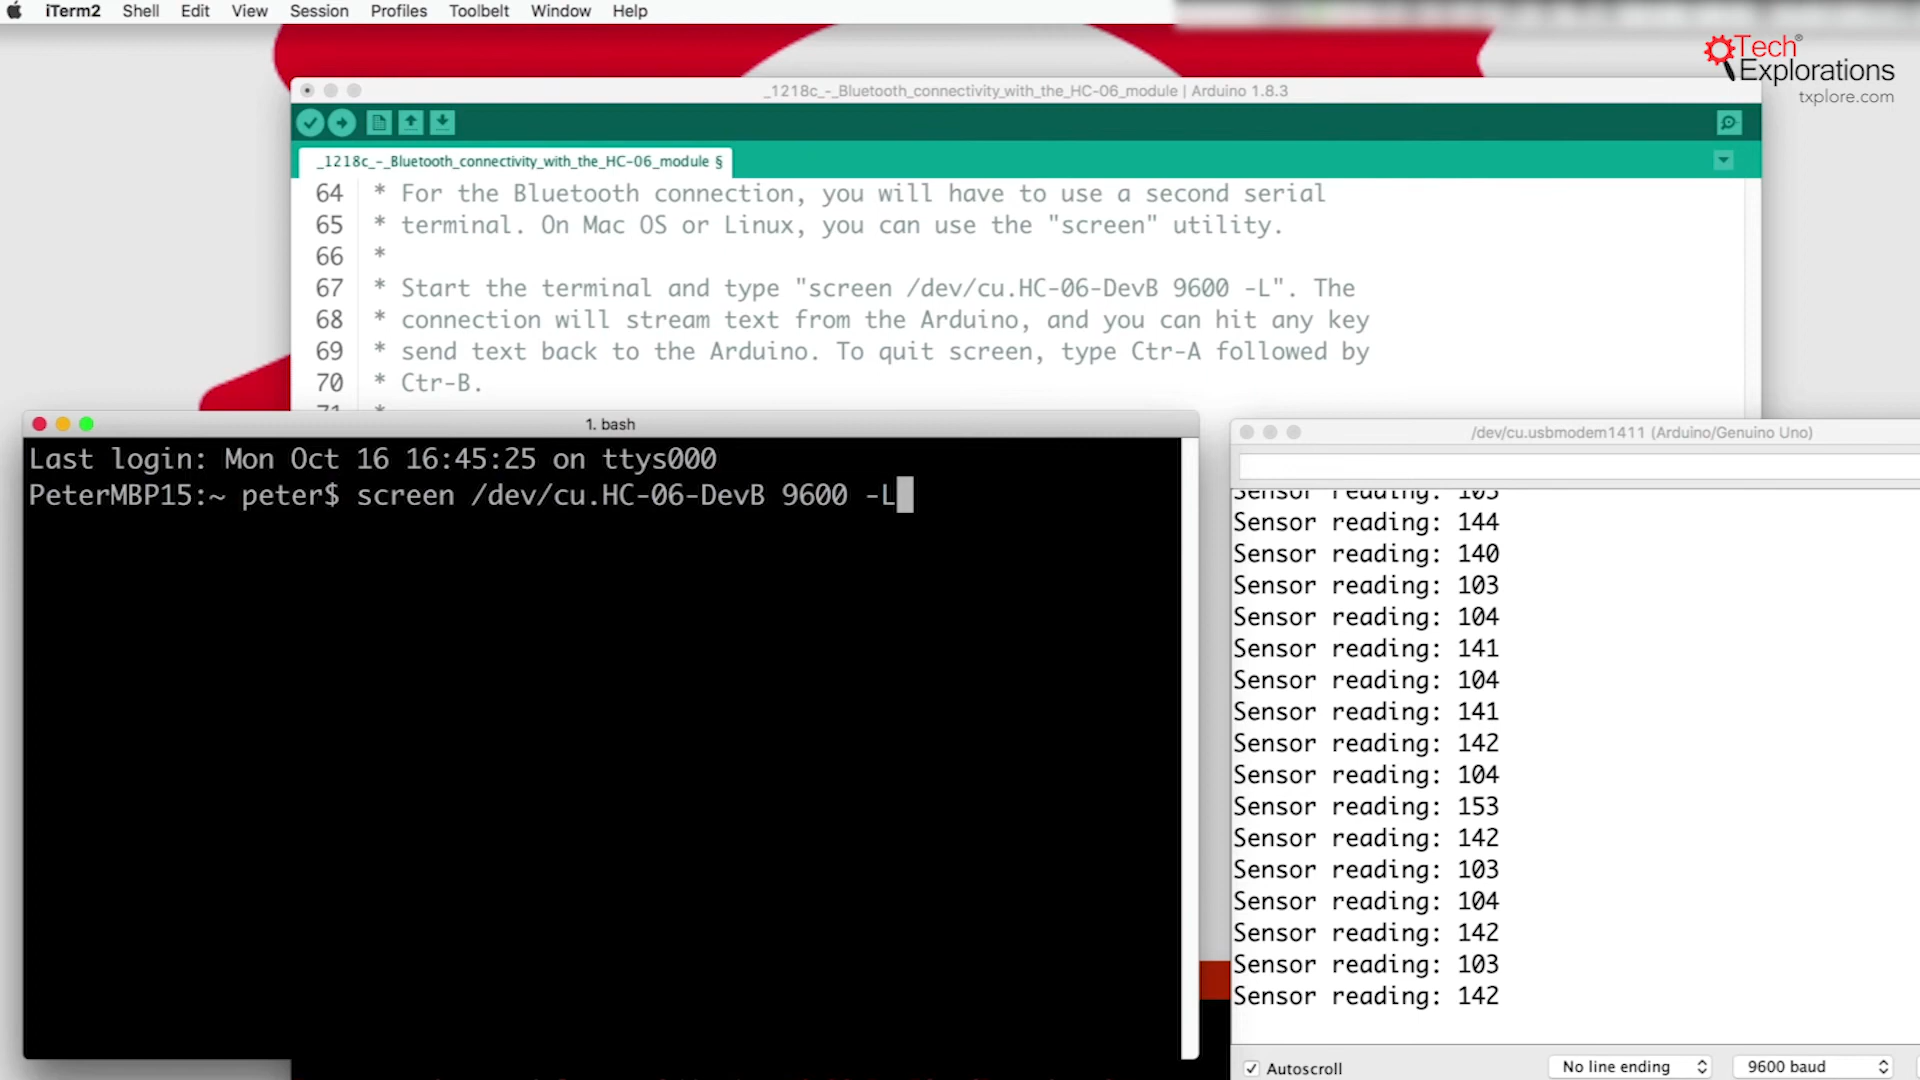 iTerm2 Shell Edit View Session Profiles Toolbelt Window Help
Tech®
Explorations
txplore.com
_1218c_-_Bluetooth_connectivity_with_the_HC-06_module | Arduino 1.8.3
_1218c_-_Bluetooth_connectivity_with_the_HC-06_module §
64 * For the Bluetooth connection, you will have to use a second serial
65 * terminal. On Mac OS or Linux, you can use the "screen" utility.
66 *
67 * Start the terminal and type "screen /dev/cu.HC-06-DevB 9600 -L". The
68 * connection will stream text from the Arduino, and you can hit any key
69 * send text back to the Arduino. To quit screen, type Ctr-A followed by
70 * Ctr-B.
71 *
1. bash
Last login: Mon Oct 16 16:45:25 on ttys000
PeterMBP15:~ peter$ screen /dev/cu.HC-06-DevB 9600 -L
/dev/cu.usbmodem1411 (Arduino/Genuino Uno)
Sensor reading: 103
Sensor reading: 144
Sensor reading: 140
Sensor reading: 103
Sensor reading: 104
Sensor reading: 141
Sensor reading: 104
Sensor reading: 141
Sensor reading: 142
Sensor reading: 104
Sensor reading: 153
Sensor reading: 142
Sensor reading: 103
Sensor reading: 104
Sensor reading: 142
Sensor reading: 103
Sensor reading: 142
Autoscroll
No line ending
9600 baud